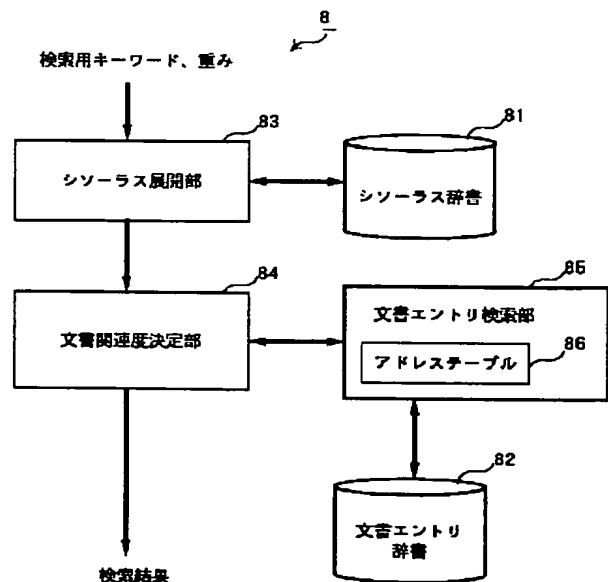 8
検索用キーワード、重み
83
シソーラス展開部
81
シソーラス辞書
84
文書関連度決定部
85
文書エントリ検索部
アドレステーブル
86
82
文書エントリ
辞書
検索結果